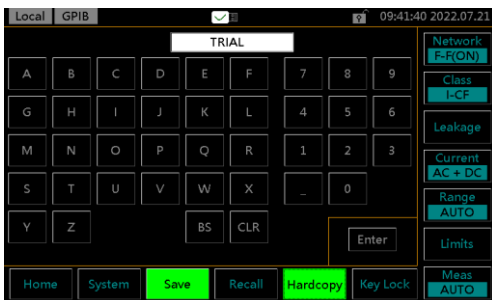 Local GPIB 09:41:40 2022.07.21
TRIAL
Network
F-F(ON)
A B C D E F 7 8 9
Class
I-CF
G H I J K L 4 5 6
Leakage
M N O P Q R 1 2 3
Current
AC + DC
S T U V W X _ 0
Range
AUTO
Y Z BS CLR
Enter
Limits
Home System Save Recall Hardcopy Key Lock
Meas
AUTO